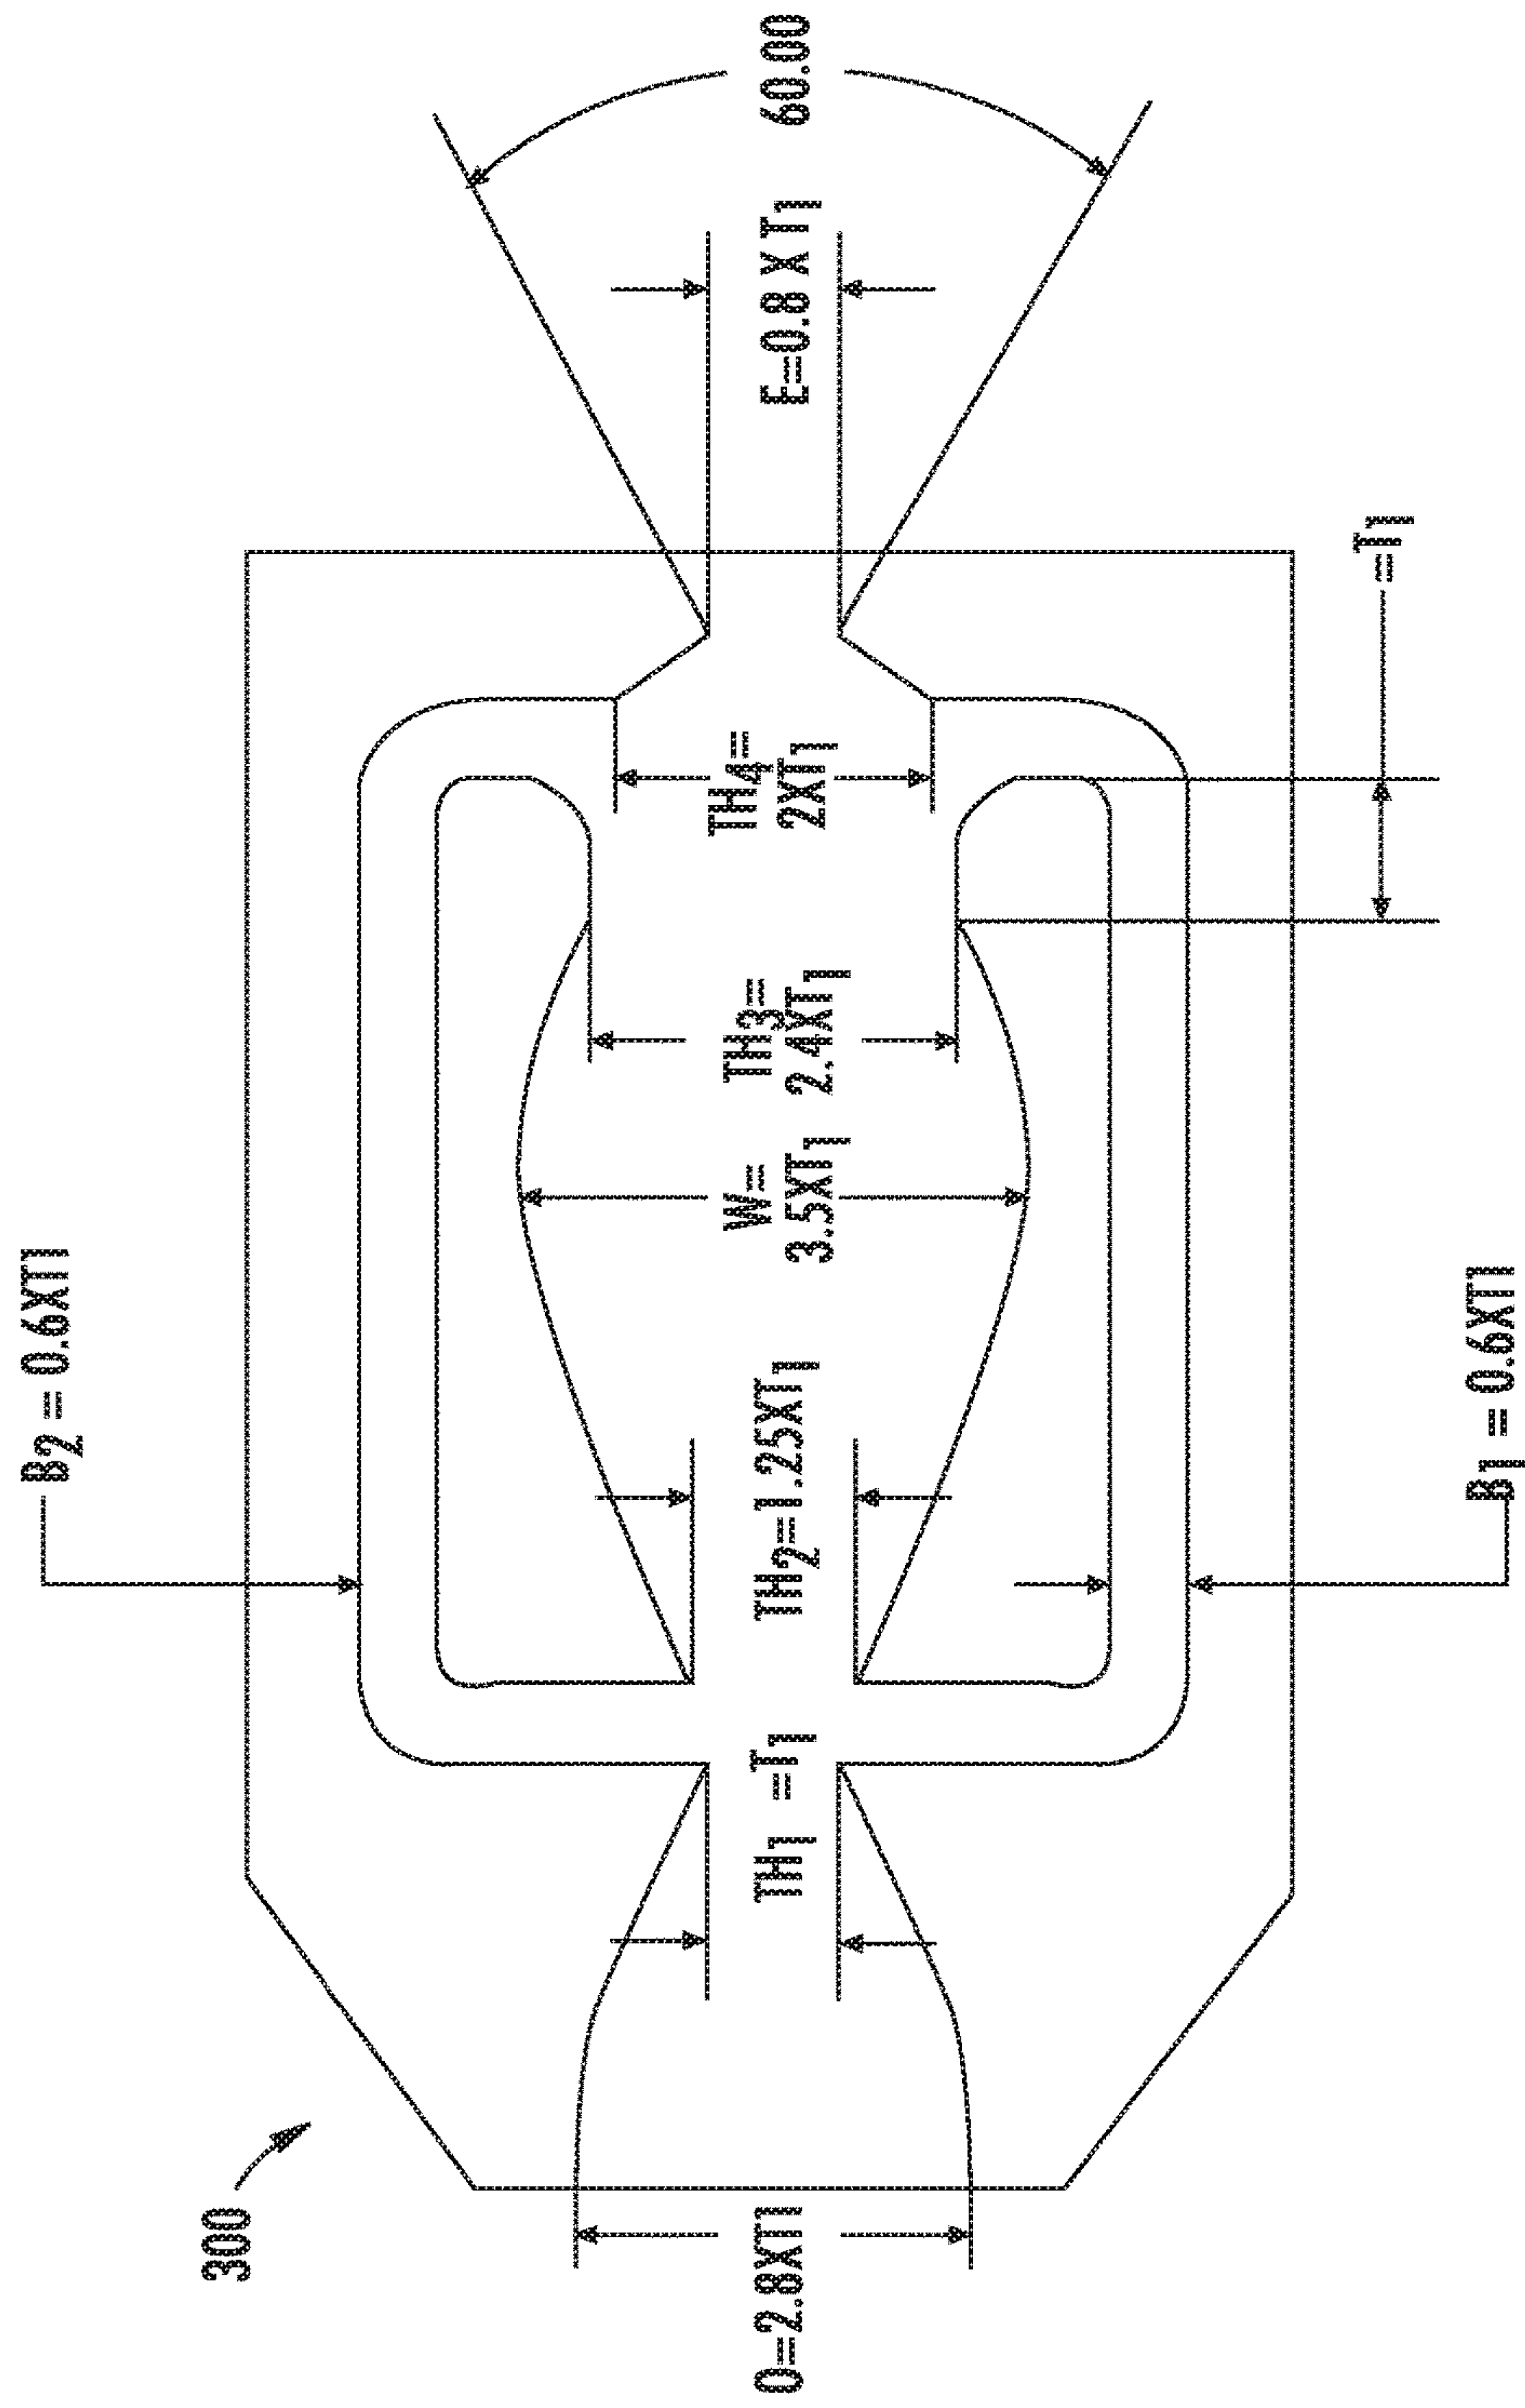 300
O=2.8XT1
TH1 =T1
TH2=1.25XT1
B2 = 0.6XT1
B1 = 0.6XT1
W=
3.5XT1
TH3=
2.4XT1
TH4=
2XT1
=T1
E=0.8 X T1
60.00